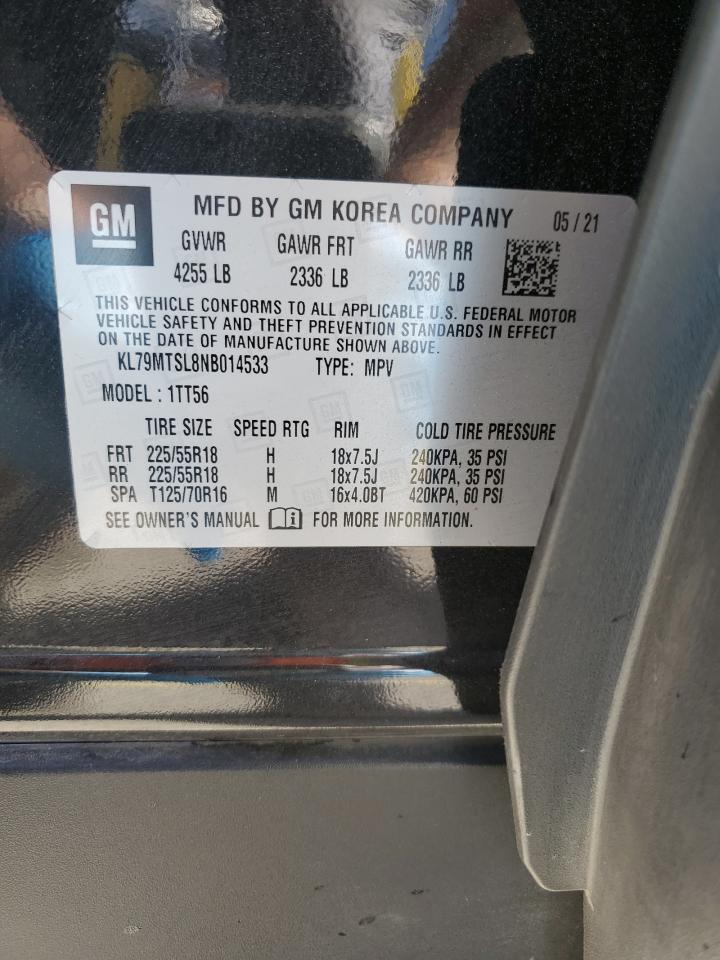 GM MFD BY GM KOREA COMPANY 05 / 21
GVWR GAWR FRT GAWR RR
4255 LB 2336 LB 2336 LB
THIS VEHICLE CONFORMS TO ALL APPLICABLE U.S. FEDERAL MOTOR
VEHICLE SAFETY AND THEFT PREVENTION STANDARDS IN EFFECT
ON THE DATE OF MANUFACTURE SHOWN ABOVE.
KL79MTSL8NB014533 TYPE: MPV
MODEL : 1TT56
TIRE SIZE SPEED RTG RIM COLD TIRE PRESSURE
FRT 225/55R18 H 18x7.5J 240KPA, 35 PSI
RR 225/55R18 H 18x7.5J 240KPA, 35 PSI
SPA T125/70R16 M 16x4.0BT 420KPA, 60 PSI
SEE OWNER'S MANUAL FOR MORE INFORMATION.